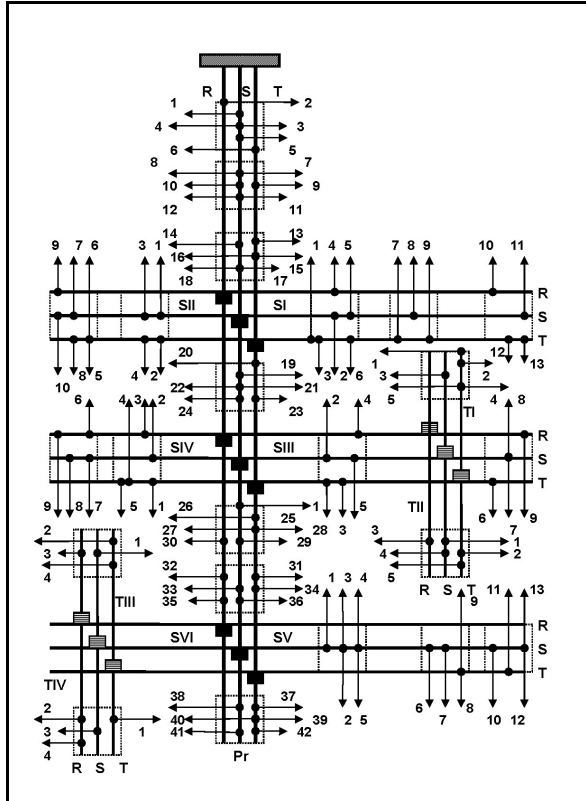 R S T
1 2
4 3
6 5
8 7
10 9
12 11
14 13
16 15
18 17
9 7 6 3 1 1 4 5 7 8 9 10 11
R
SII SI S
T
10 8 5 4 2 3 2 6 12 13
20 19
22 21
24 23
1
3 2
5 4 8
TI
6 4 3 2 2 4
R
SIV SIII S
T
9 8 7 5 1 28 3 5 6 9
TII
26 1
25
27
30 29
2 1
3
4
3 7
1
4 2
5
R S T
32 31
33 34
35 36
1 3 4 9 11 13
TIII
R
SVI SV S
T
TIV
2 5 6 7 8 10 12
38 37
40 39
41 42
2
3 1
4
R S T
Pr